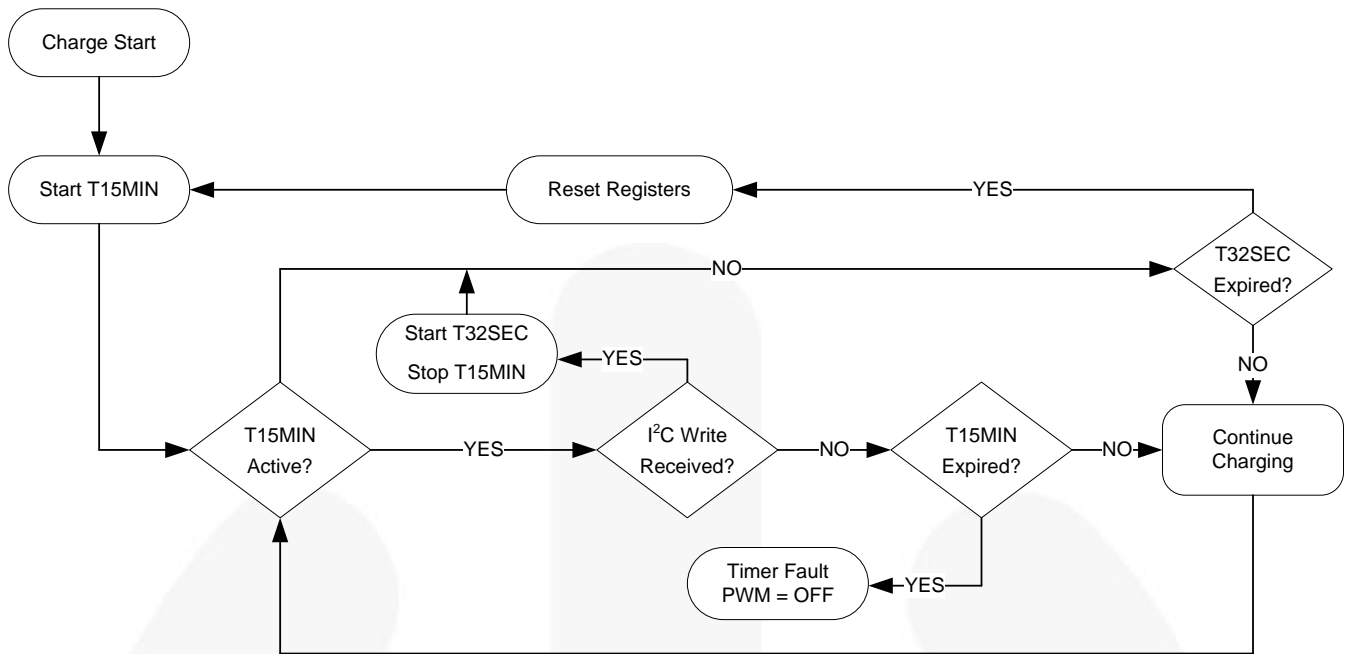 Charge Start
Start T15MIN
Reset Registers
YES
T32SEC
Expired?
NO
Start T32SEC
Stop T15MIN
YES
NO
T15MIN
Active?
YES
I²C Write
Received?
NO
T15MIN
Expired?
NO
Continue
Charging
Timer Fault
PWM = OFF
YES